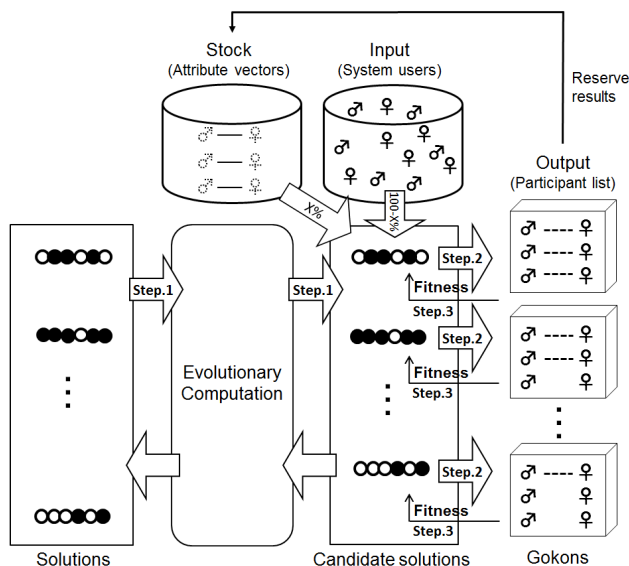 Stock
(Attribute vectors)
Input
(System users)
Reserve
results
Output
(Participant list)
X%
100-X%
Step.1
Step.1
Step.2
Fitness
Step.3
Step.2
Fitness
Step.3
Evolutionary
Computation
Step.2
Fitness
Step.3
Solutions
Candidate solutions
Gokons